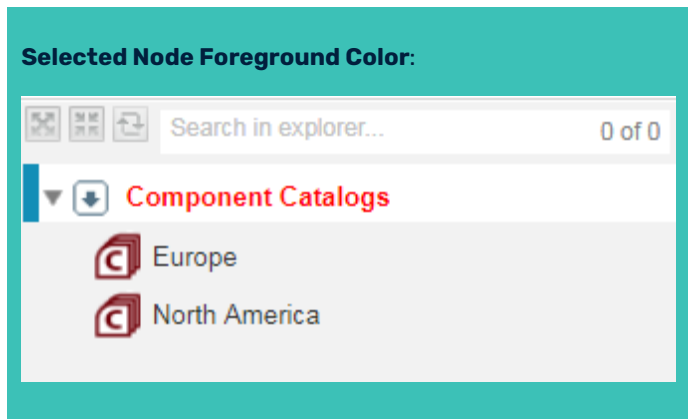 Selected Node Foreground Color:
Search in explorer... 0 of 0
Component Catalogs
C Europe
C North America